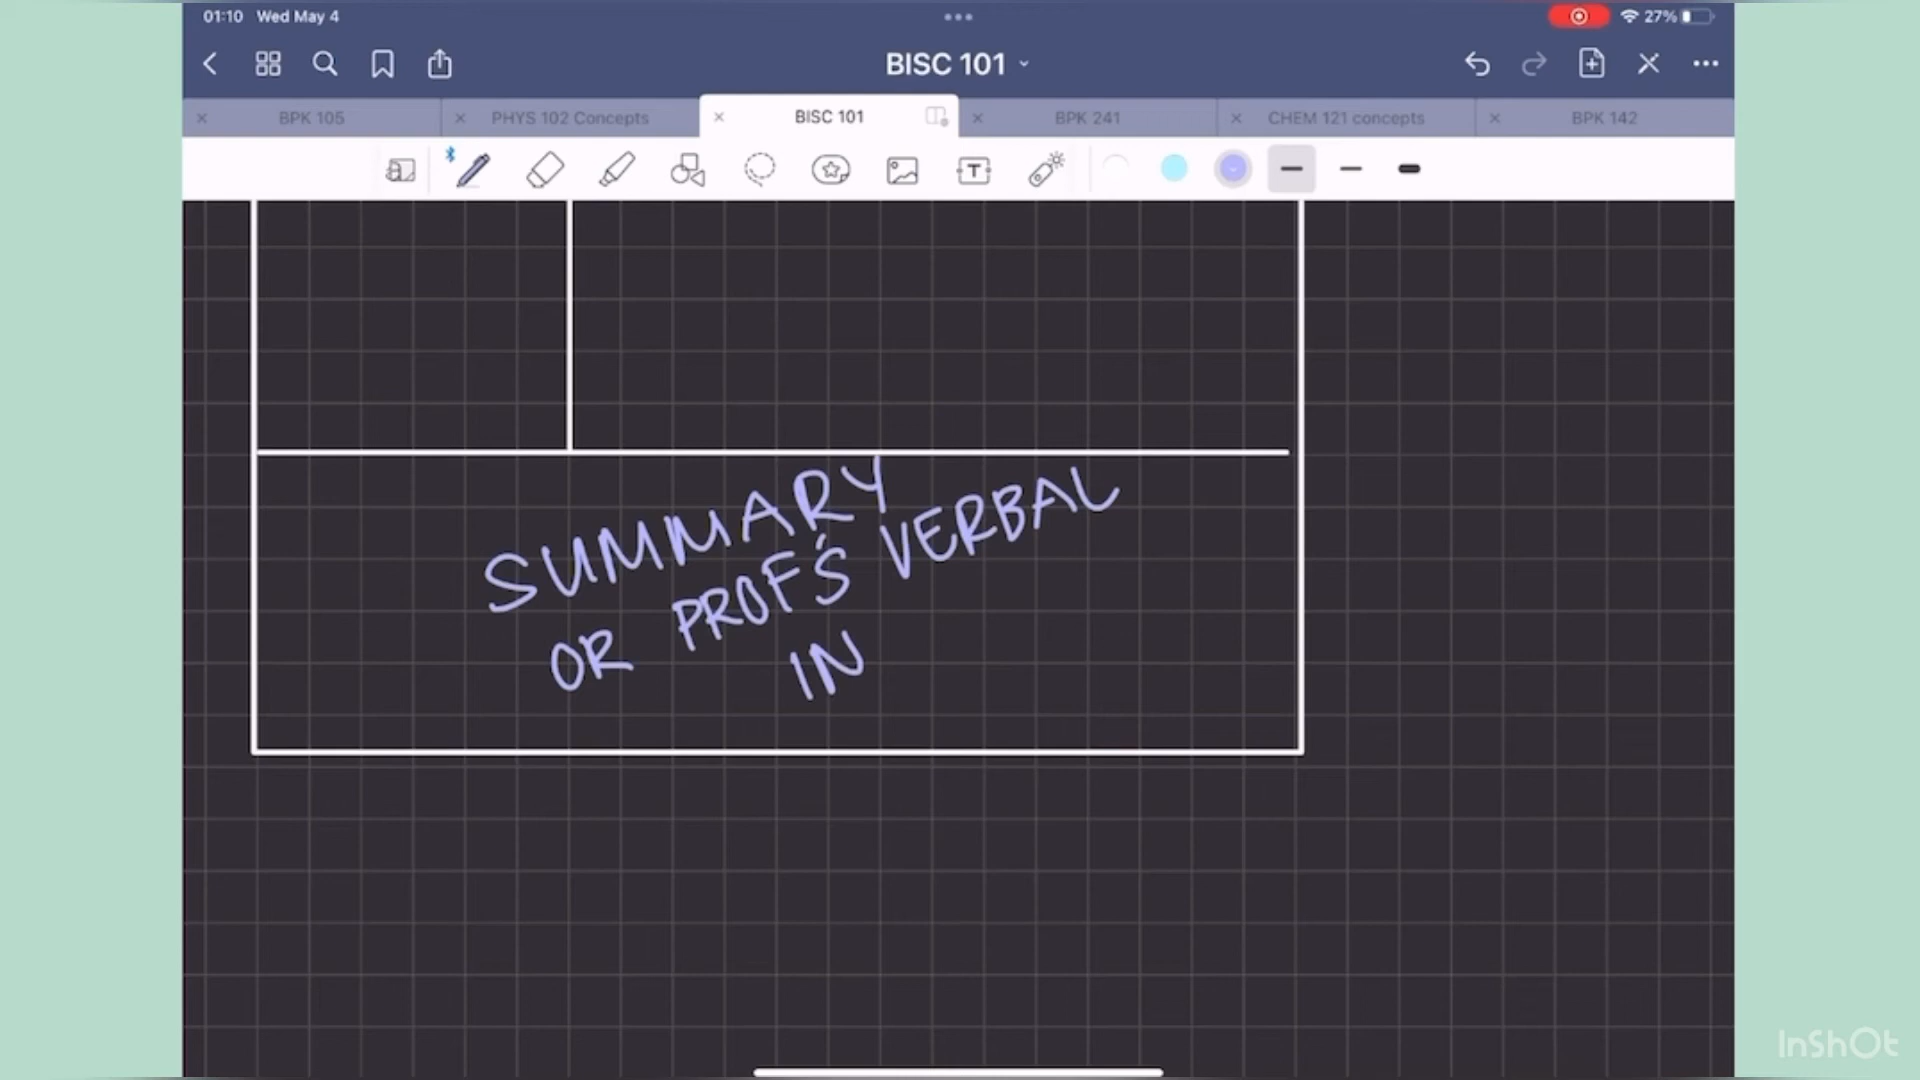 01:10 Wed May 4
27%
BISC 101
BPK 105
PHYS 102 Concepts
BISC 101
BPK 241
CHEM 121 concepts
BPK 142
T
SUMMARY
OR PROF'S VERBAL
IN
InShOt